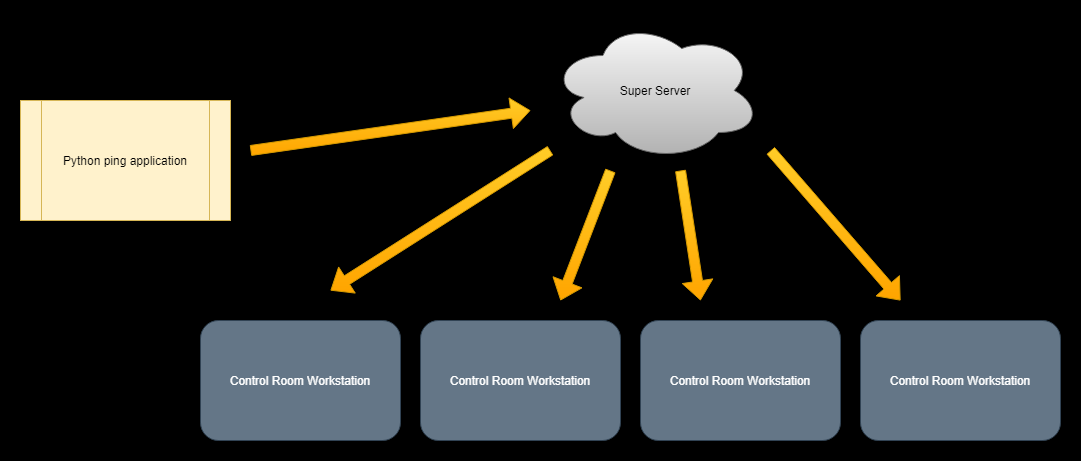 Super Server
Python ping application
Control Room Workstation
Control Room Workstation
Control Room Workstation
Control Room Workstation